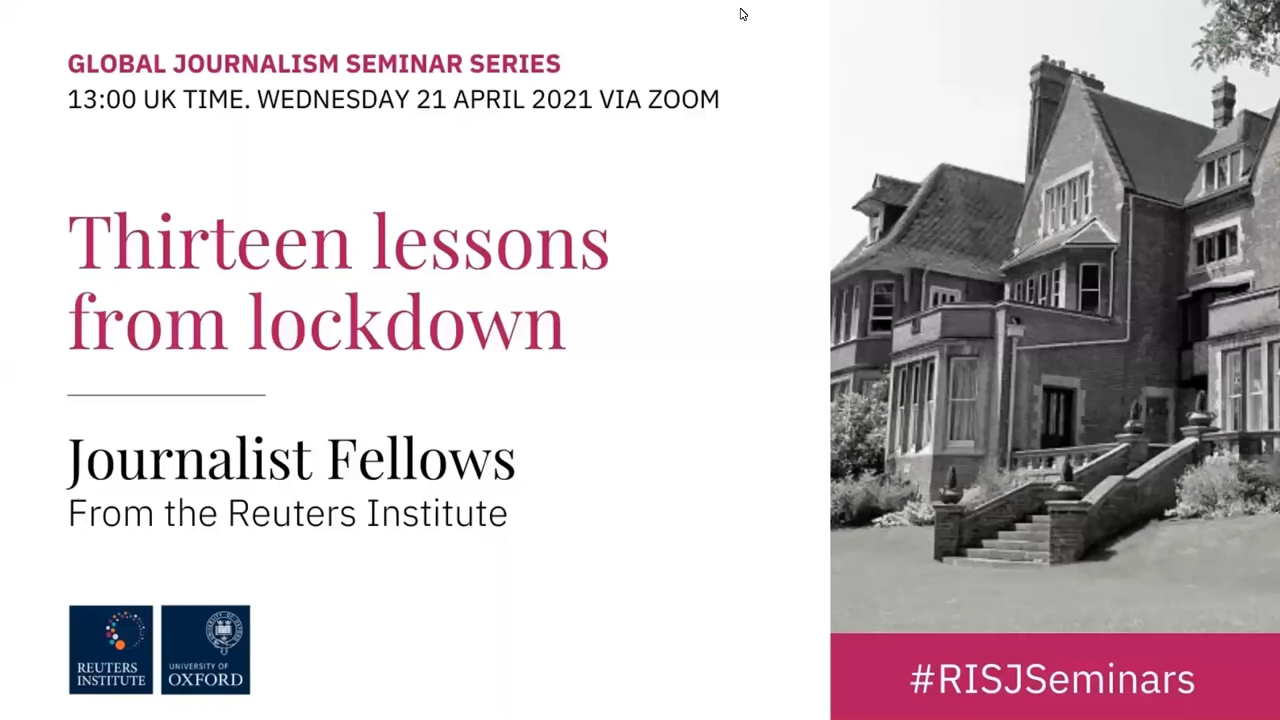 GLOBAL JOURNALISM SEMINAR SERIES
13:00 UK TIME. WEDNESDAY 21 APRIL 2021 VIA ZOOM
Thirteen lessons
from lockdown
Journalist Fellows
From the Reuters Institute
REUTERS
INSTITUTE
UNIVERSITY OF
OXFORD
#RISJSeminars